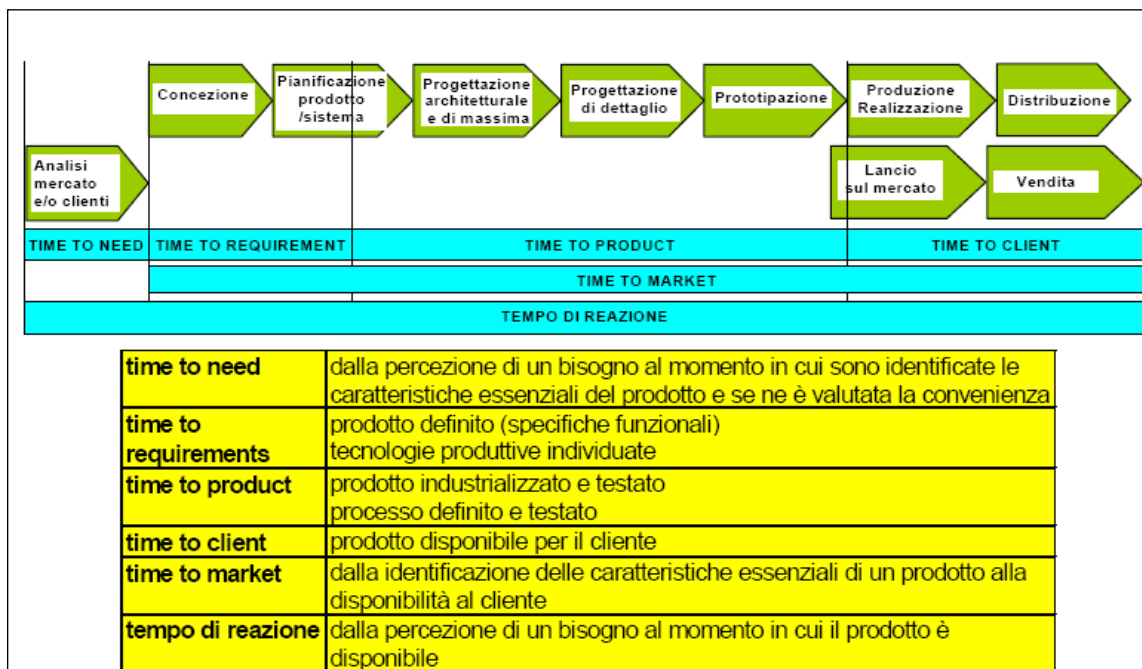 Concezione
Pianificazione
prodotto
/sistema
Progettazione
architetturale
e di massima
Progettazione
di dettaglio
Prototipazione
Produzione
Realizzazione
Distribuzione
Analisi
mercato
e/o clienti
Lancio
sul mercato
Vendita
TIME TO NEED
TIME TO REQUIREMENT
TIME TO PRODUCT
TIME TO CLIENT
TIME TO MARKET
TEMPO DI REAZIONE
time to need
dalla percezione di un bisogno al momento in cui sono identificate le
caratteristiche essenziali del prodotto e se ne è valutata la convenienza
time to
requirements
prodotto definito (specifiche funzionali)
tecnologie produttive individuate
time to product
prodotto industrializzato e testato
processo definito e testato
time to client
prodotto disponibile per il cliente
time to market
dalla identificazione delle caratteristiche essenziali di un prodotto alla
disponibilità al cliente
tempo di reazione
dalla percezione di un bisogno al momento in cui il prodotto è
disponibile